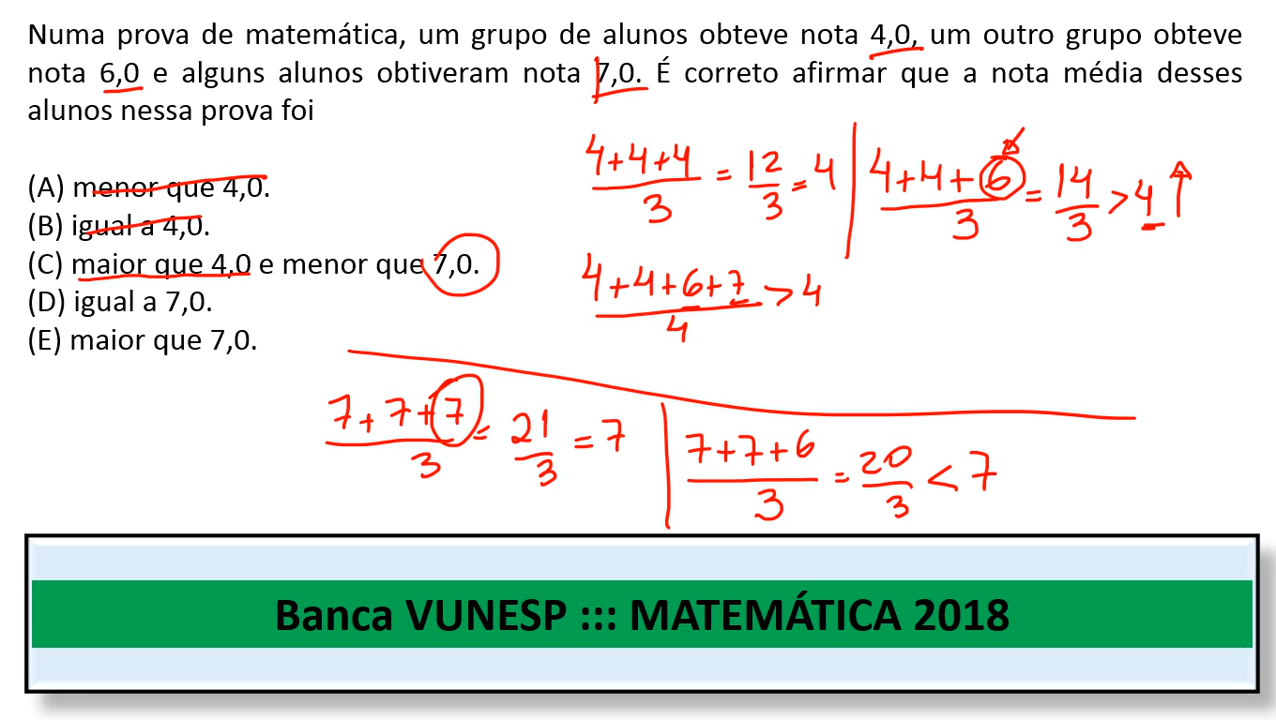 Numa prova de matemática, um grupo de alunos obteve nota 4,0, um outro grupo obteve
nota 6,0 e alguns alunos obtiveram nota 7,0. É correto afirmar que a nota média desses
alunos nessa prova foi
(A) menor que 4,0.
(B) igual a 4,0.
(C) maior que 4,0 e menor que 7,0.
(D) igual a 7,0.
(E) maior que 7,0.
4+4+4/3 = 12/3 = 4
4+4+6/3 = 14/3 > 4 ↑
4+4+6+7/4 > 4
7+7+7/3 = 21/3 = 7
7+7+6/3 = 20/3 < 7
Banca VUNESP ::: MATEMÁTICA 2018